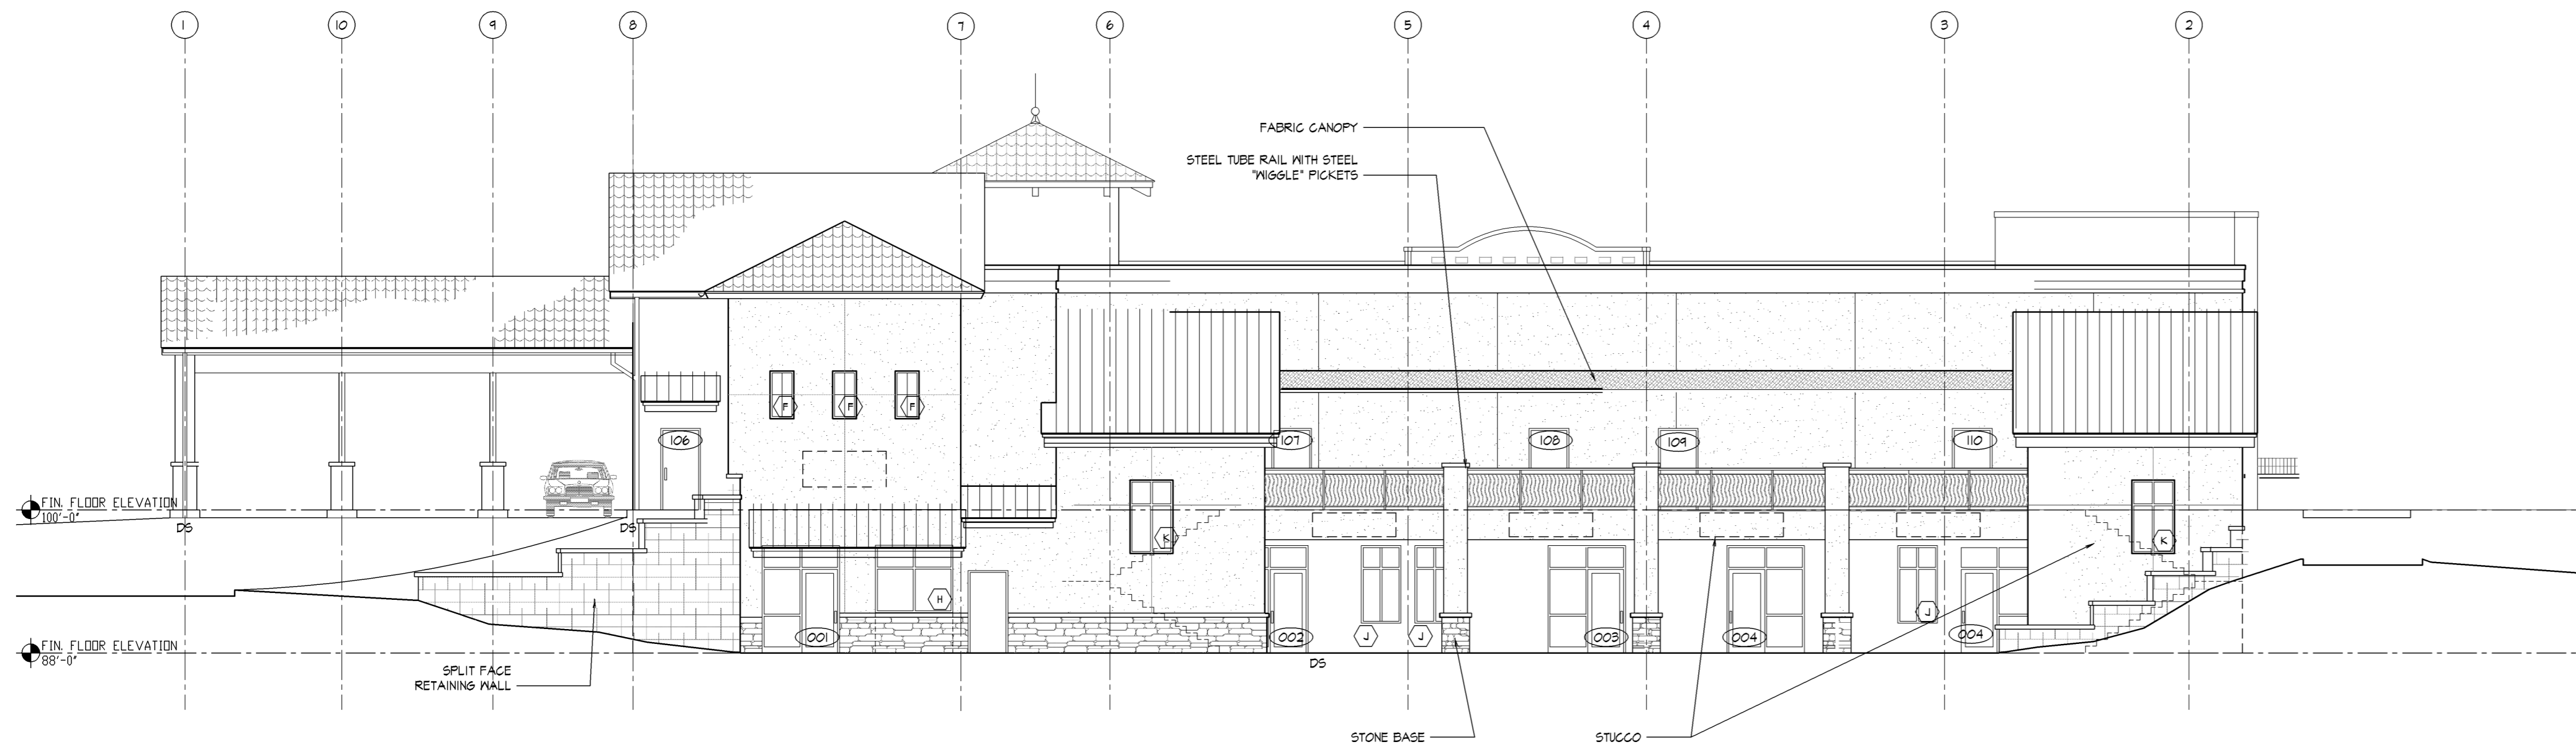 1 10 9 8 7 6 5 4 3 2
FABRIC CANOPY
STEEL TUBE RAIL WITH STEEL
"WIGGLE" PICKETS
F F F
106 107 108 109 110
FIN. FLOOR ELEVATION
100'-0"
DS DS
K K
H
J J J
001 002 003 004 004
FIN. FLOOR ELEVATION
88'-0"
DS
SPLIT FACE
RETAINING WALL
STONE BASE
STUCCO